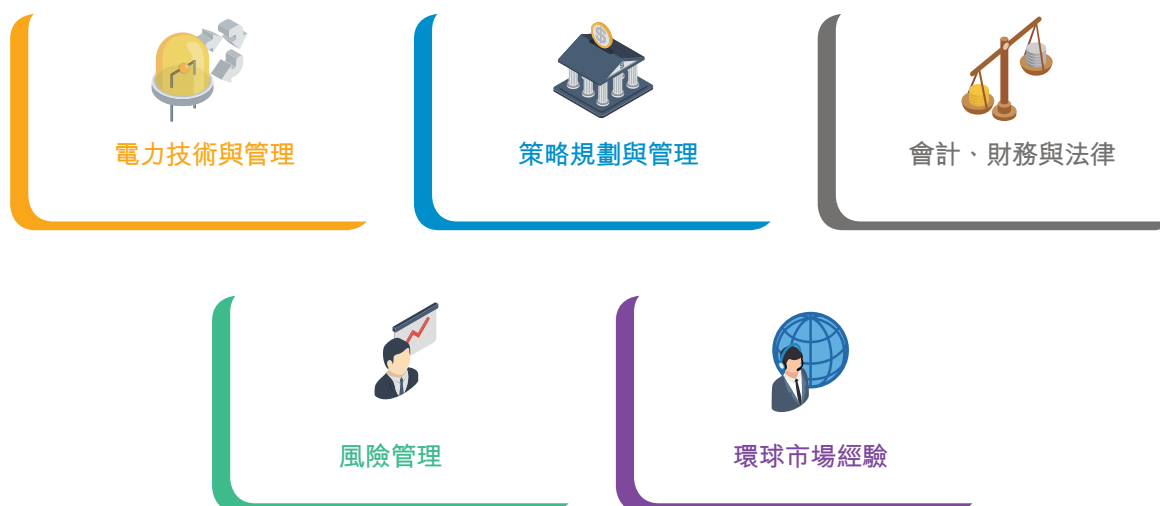 電力技術與管理
策略規劃與管理
會計、財務與法律
風險管理
環球市場經驗